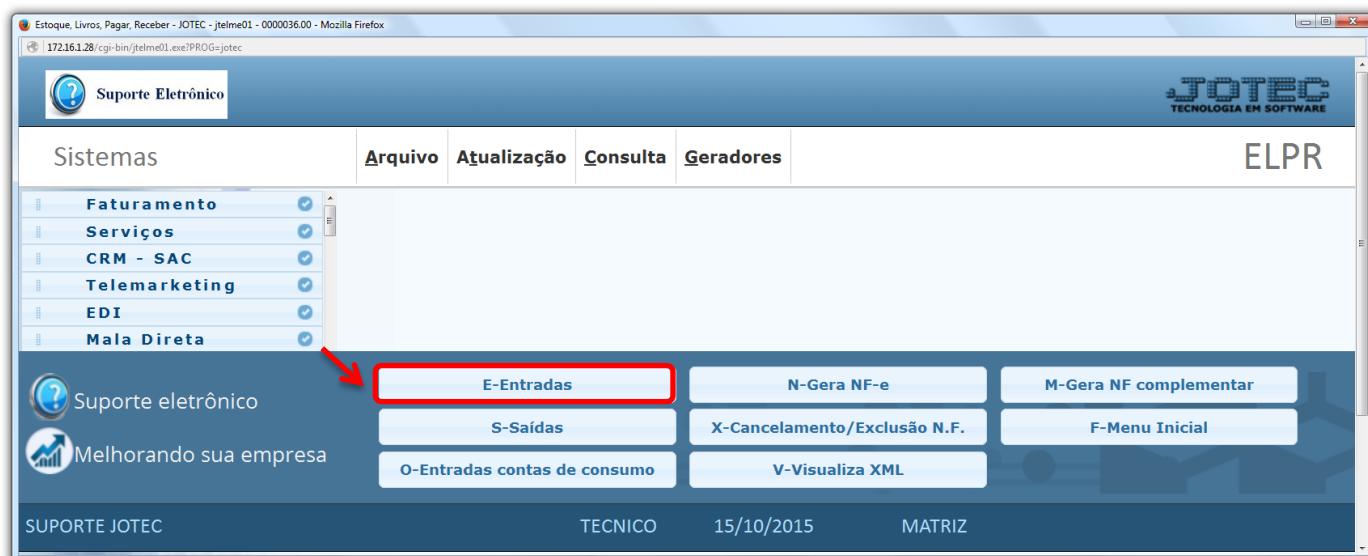 Estoque, Livros, Pagar, Receber - JOTEC - jtelme01 - 0000036.00 - Mozilla Firefox
172.16.1.28/cgi-bin/jtelme01.exe?PROG=jotec
Suporte Eletrônico
JOTEC
TECNOLOGIA EM SOFTWARE
Sistemas
Arquivo Atualização Consulta Geradores
ELPR
Faturamento
Serviços
CRM - SAC
Telemarketing
EDI
Mala Direta
Suporte eletrônico
Melhorando sua empresa
E-Entradas N-Gera NF-e M-Gera NF complementar
S-Saídas X-Cancelamento/Exclusão N.F. F-Menu Inicial
O-Entradas contas de consumo V-Visualiza XML
SUPORTE JOTEC TECNICO 15/10/2015 MATRIZ